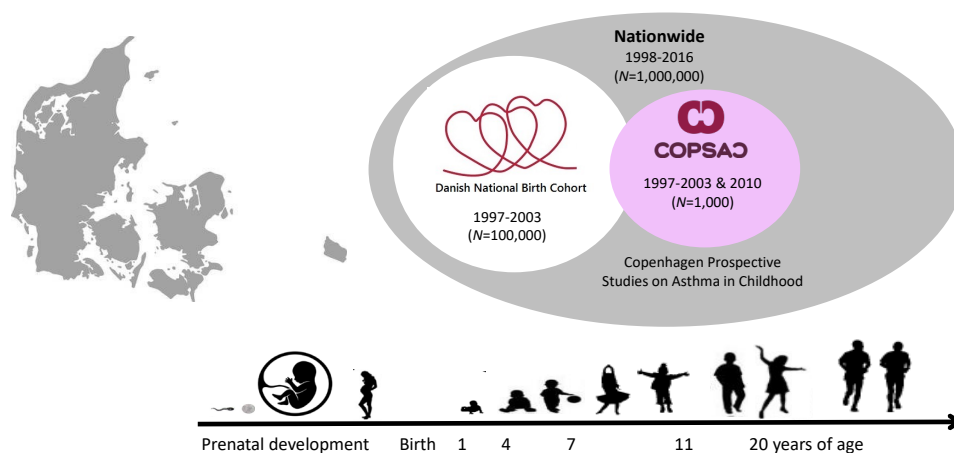 Nationwide
1998-2016
(N=1,000,000)
COPSAC
Danish National Birth Cohort
1997-2003
(N=100,000)
1997-2003 & 2010
(N=1,000)
Copenhagen Prospective
Studies on Asthma in Childhood
Prenatal development Birth 1 4 7 11 20 years of age